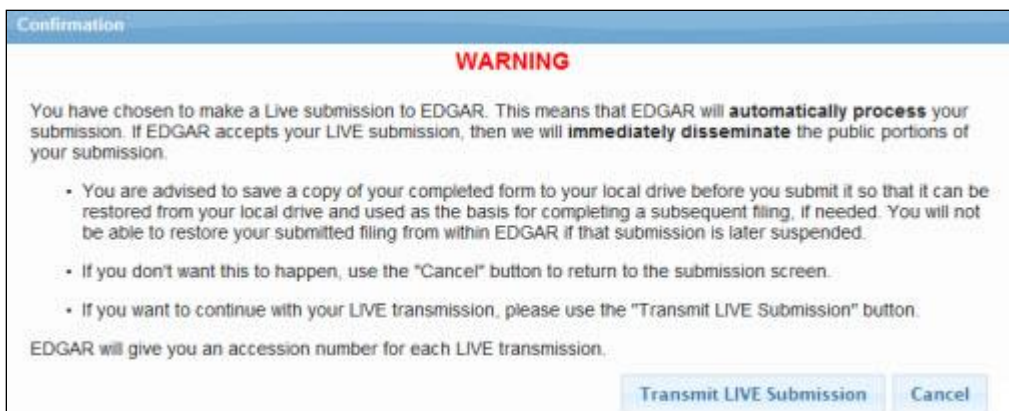 Confirmation
WARNING
You have chosen to make a Live submission to EDGAR. This means that EDGAR will automatically process your
submission. If EDGAR accepts your LIVE submission, then we will immediately disseminate the public portions of
your submission.
• You are advised to save a copy of your completed form to your local drive before you submit it so that it can be
restored from your local drive and used as the basis for completing a subsequent filing, if needed. You will not
be able to restore your submitted filing from within EDGAR if that submission is later suspended.
• If you don't want this to happen, use the "Cancel" button to return to the submission screen.
• If you want to continue with your LIVE transmission, please use the "Transmit LIVE Submission" button.
EDGAR will give you an accession number for each LIVE transmission.
Transmit LIVE Submission Cancel